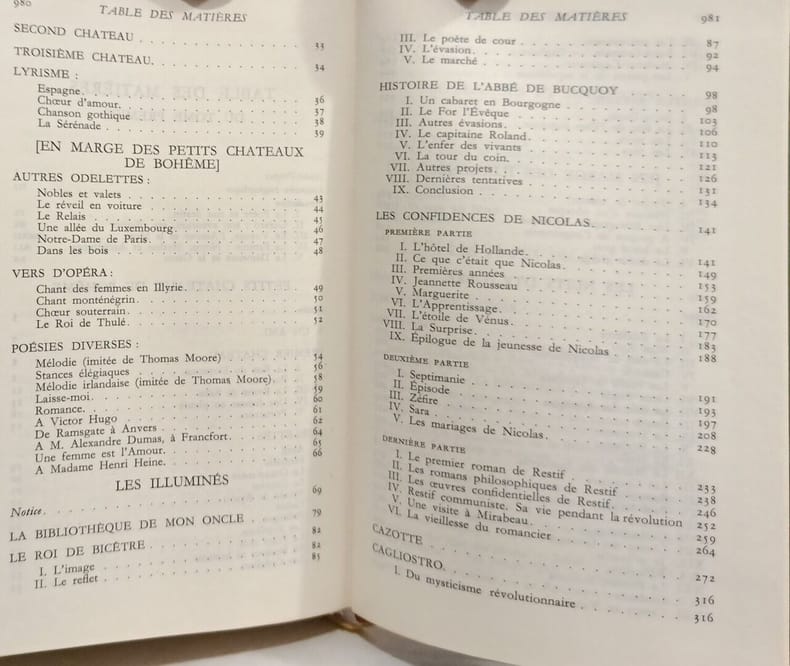 980
TABLE DES MATIÈRES
SECOND CHATEAU . . . . 33
TROISIÈME CHATEAU. . . . 34
LYRISME :
Espagne. . . . 36
Chœur d'amour. . . . 37
Chanson gothique . . . . 38
La Sérénade . . . . 39
[EN MARGE DES PETITS CHATEAUX
DE BOHÊME]
AUTRES ODELETTES :
Nobles et valets . . . . 43
Le réveil en voiture . . . . 44
Le Relais . . . . 45
Une allée du Luxembourg. . . . 46
Notre-Dame de Paris. . . . 47
Dans les bois . . . . 48
VERS D'OPÉRA :
Chant des femmes en Illyrie. . . . 49
Chant monténégrin . . . . 50
Chœur souterrain . . . . 51
Le Roi de Thulé. . . . 52
POÉSIES DIVERSES :
Mélodie (imitée de Thomas Moore) . . . . 54
Stances élégiaques . . . . 56
Mélodie irlandaise (imitée de Thomas Moore). . . . 58
Laisse-moi. . . . 59
Romance. . . . 60
A Victor Hugo . . . . 61
De Ramsgate à Anvers . . . . 62
A M. Alexandre Dumas, à Francfort. . . . 64
Une femme est l'Amour. . . . 65
A Madame Henri Heine. . . . 66
LES ILLUMINÉS
Notice. . . . 69
LA BIBLIOTHÈQUE DE MON ONCLE . . . . 79
LE ROI DE BICÊTRE . . . . 82
I. L'image . . . . 82
II. Le reflet . . . . 85
TABLE DES MATIÈRES
981
III. Le poète de cour . . . . 87
IV. L'évasion. . . . 92
V. Le marché . . . . 94
HISTOIRE DE L'ABBÉ DE BUCQUOY . . . . 98
I. Un cabaret en Bourgogne . . . . 98
II. Le For l'Évêque . . . . 103
III. Autres évasions. . . . 106
IV. Le capitaine Roland. . . . 110
V. L'enfer des vivants . . . . 113
VI. La tour du coin. . . . 121
VII. Autres projets. . . . 126
VIII. Dernières tentatives . . . . 131
IX. Conclusion . . . . 134
LES CONFIDENCES DE NICOLAS. . . . 141
PREMIÈRE PARTIE
I. L'hôtel de Hollande. . . . 141
II. Ce que c'était que Nicolas. . . . 149
III. Premières années . . . . 153
IV. Jeannette Rousseau . . . . 159
V. Marguerite . . . . 162
VI. L'Apprentissage. . . . 170
VII. L'étoile de Vénus. . . . 177
VIII. La Surprise. . . . 183
IX. Épilogue de la jeunesse de Nicolas . . . . 188
DEUXIÈME PARTIE
I. Septimanie . . . . 191
II. Épisode . . . . 193
III. Zéfire . . . . 197
IV. Sara . . . . 208
V. Les mariages de Nicolas. . . . 228
DERNIÈRE PARTIE
I. Le premier roman de Restif . . . . 233
II. Les romans philosophiques de Restif . . . . 238
III. Les œuvres confidentielles de Restif. . . . 246
IV. Restif communiste. Sa vie pendant la révolution 252
V. Une visite à Mirabeau. . . . 259
VI. La vieillesse du romancier . . . . 264
CAZOTTE . . . . 272
CAGLIOSTRO. . . . 316
I. Du mysticisme révolutionnaire . . . . 316